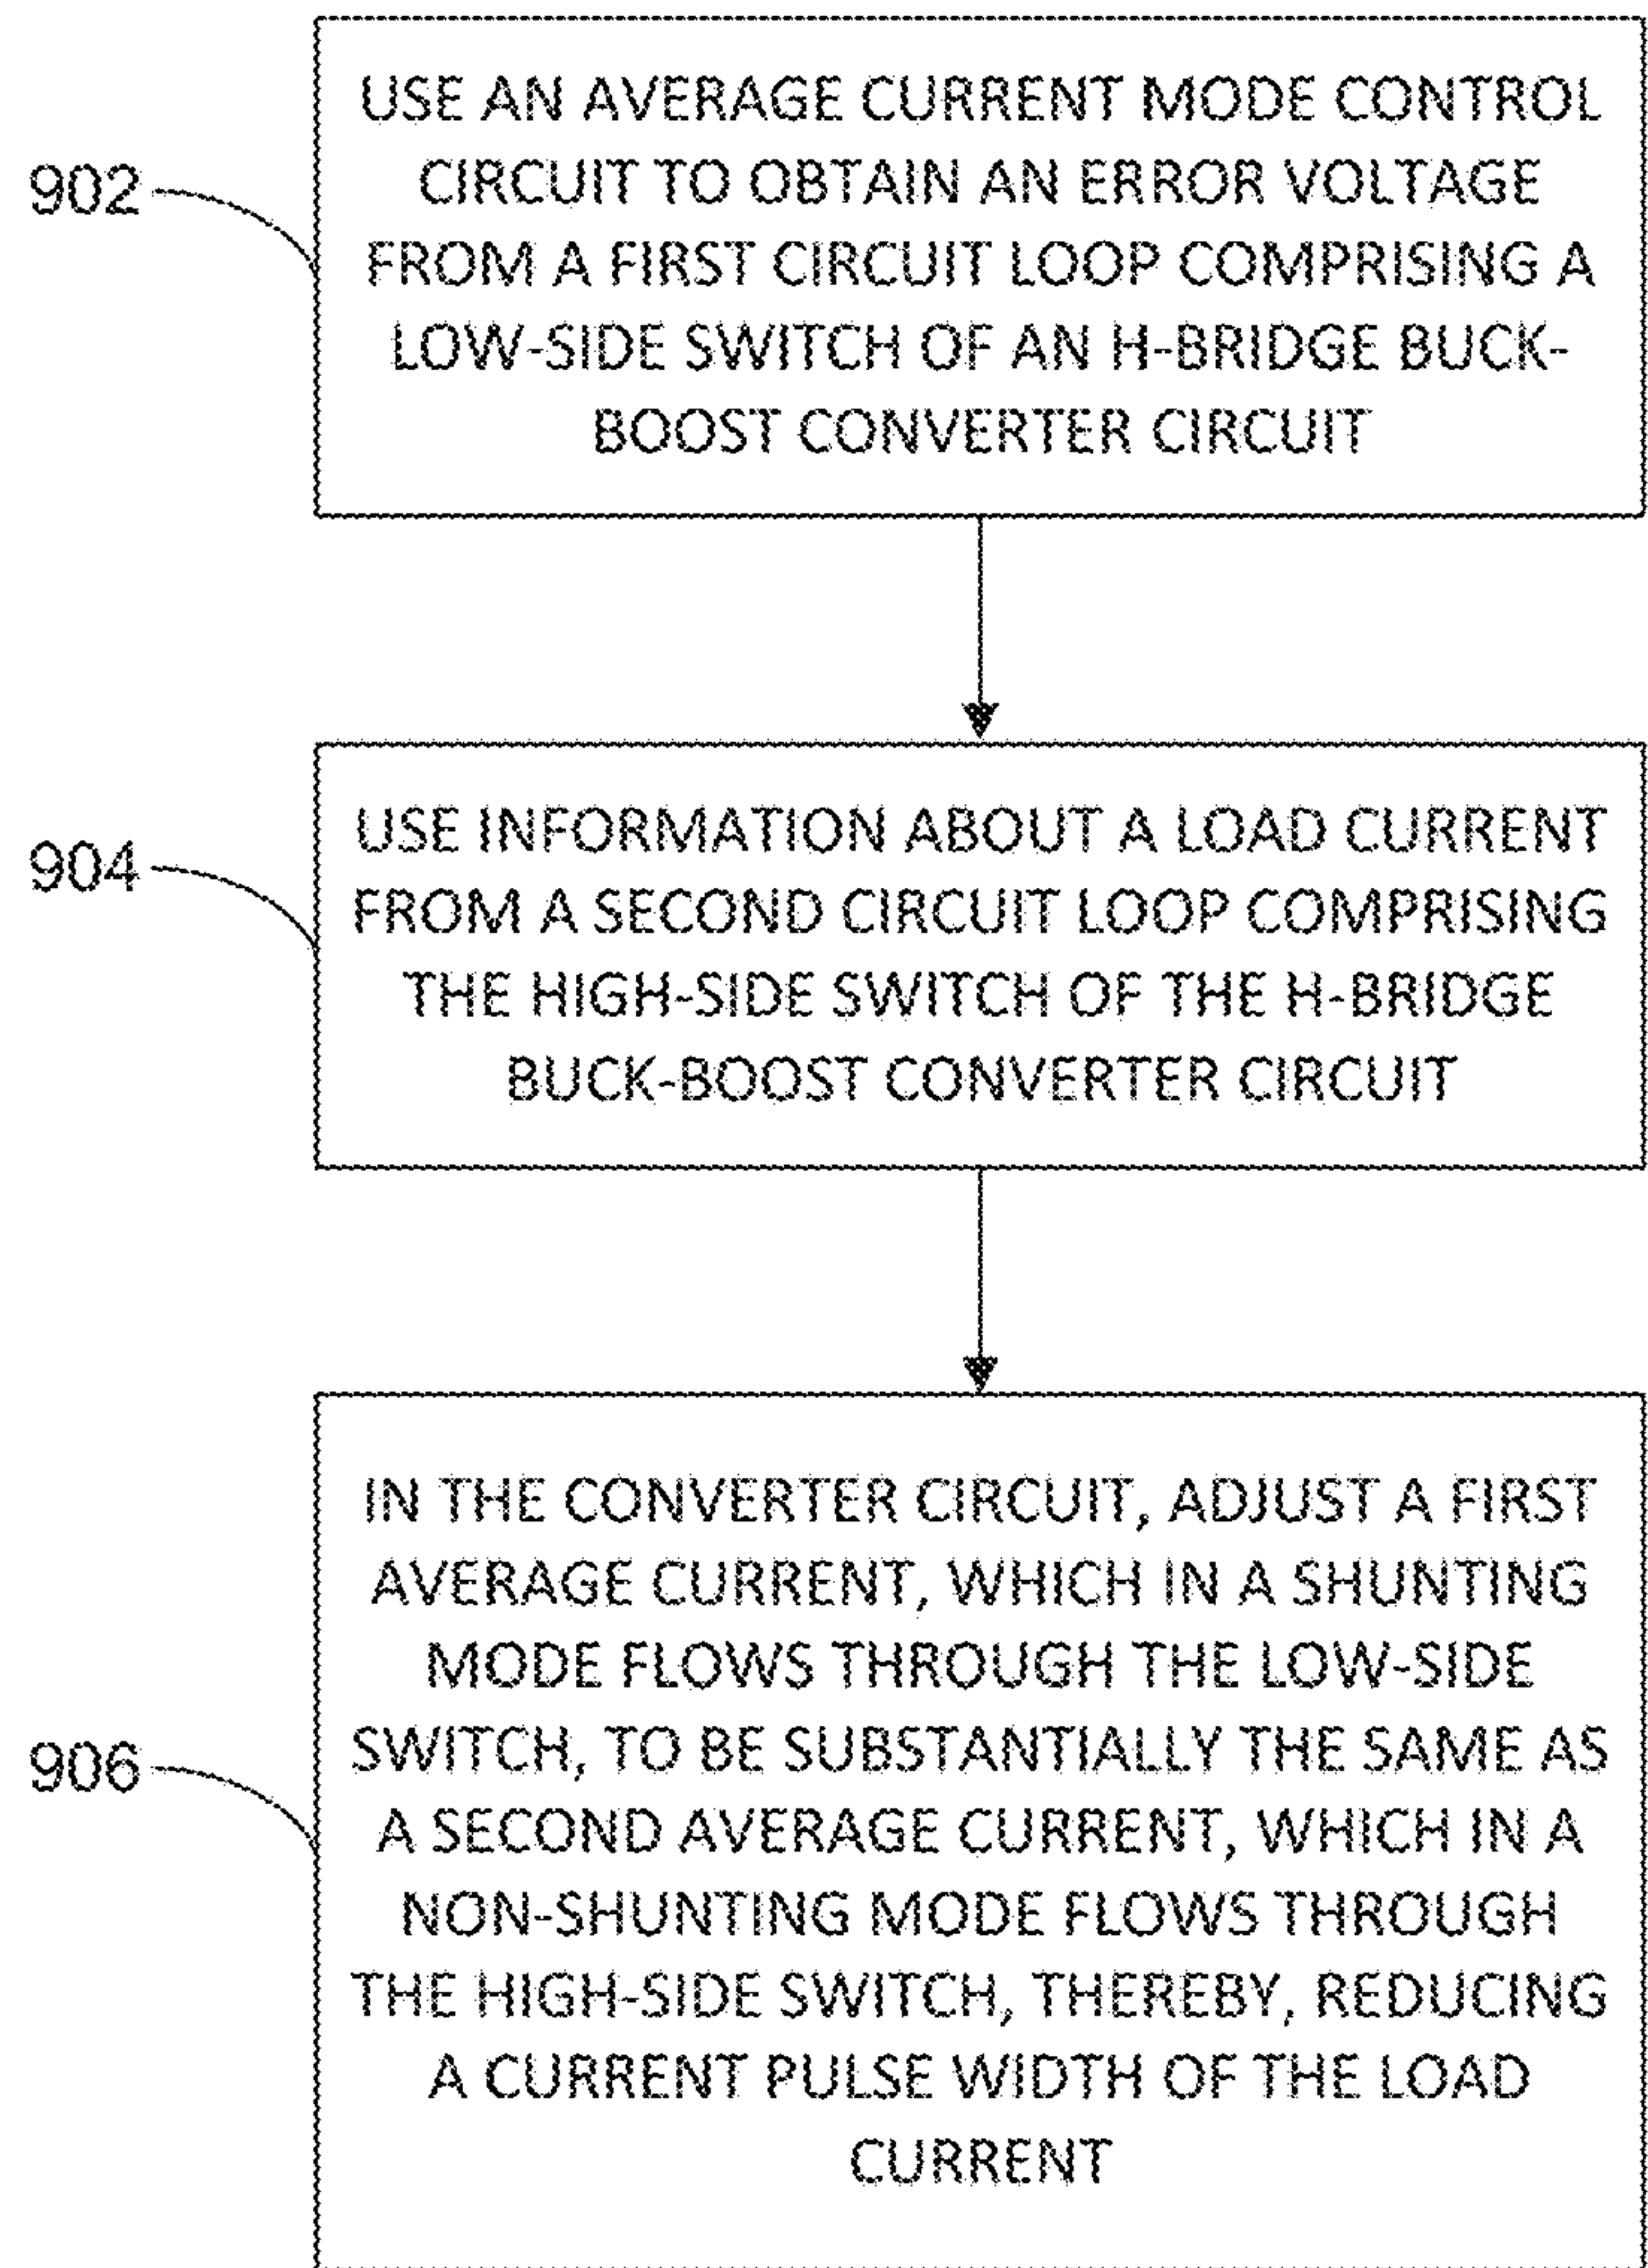 902
USE AN AVERAGE CURRENT MODE CONTROL
CIRCUIT TO OBTAIN AN ERROR VOLTAGE
FROM A FIRST CIRCUIT LOOP COMPRISING A
LOW-SIDE SWITCH OF AN H-BRIDGE BUCK-
BOOST CONVERTER CIRCUIT
904
USE INFORMATION ABOUT A LOAD CURRENT
FROM A SECOND CIRCUIT LOOP COMPRISING
THE HIGH-SIDE SWITCH OF THE H-BRIDGE
BUCK-BOOST CONVERTER CIRCUIT
906
IN THE CONVERTER CIRCUIT, ADJUST A FIRST
AVERAGE CURRENT, WHICH IN A SHUNTING
MODE FLOWS THROUGH THE LOW-SIDE
SWITCH, TO BE SUBSTANTIALLY THE SAME AS
A SECOND AVERAGE CURRENT, WHICH IN A
NON-SHUNTING MODE FLOWS THROUGH
THE HIGH-SIDE SWITCH, THEREBY, REDUCING
A CURRENT PULSE WIDTH OF THE LOAD
CURRENT